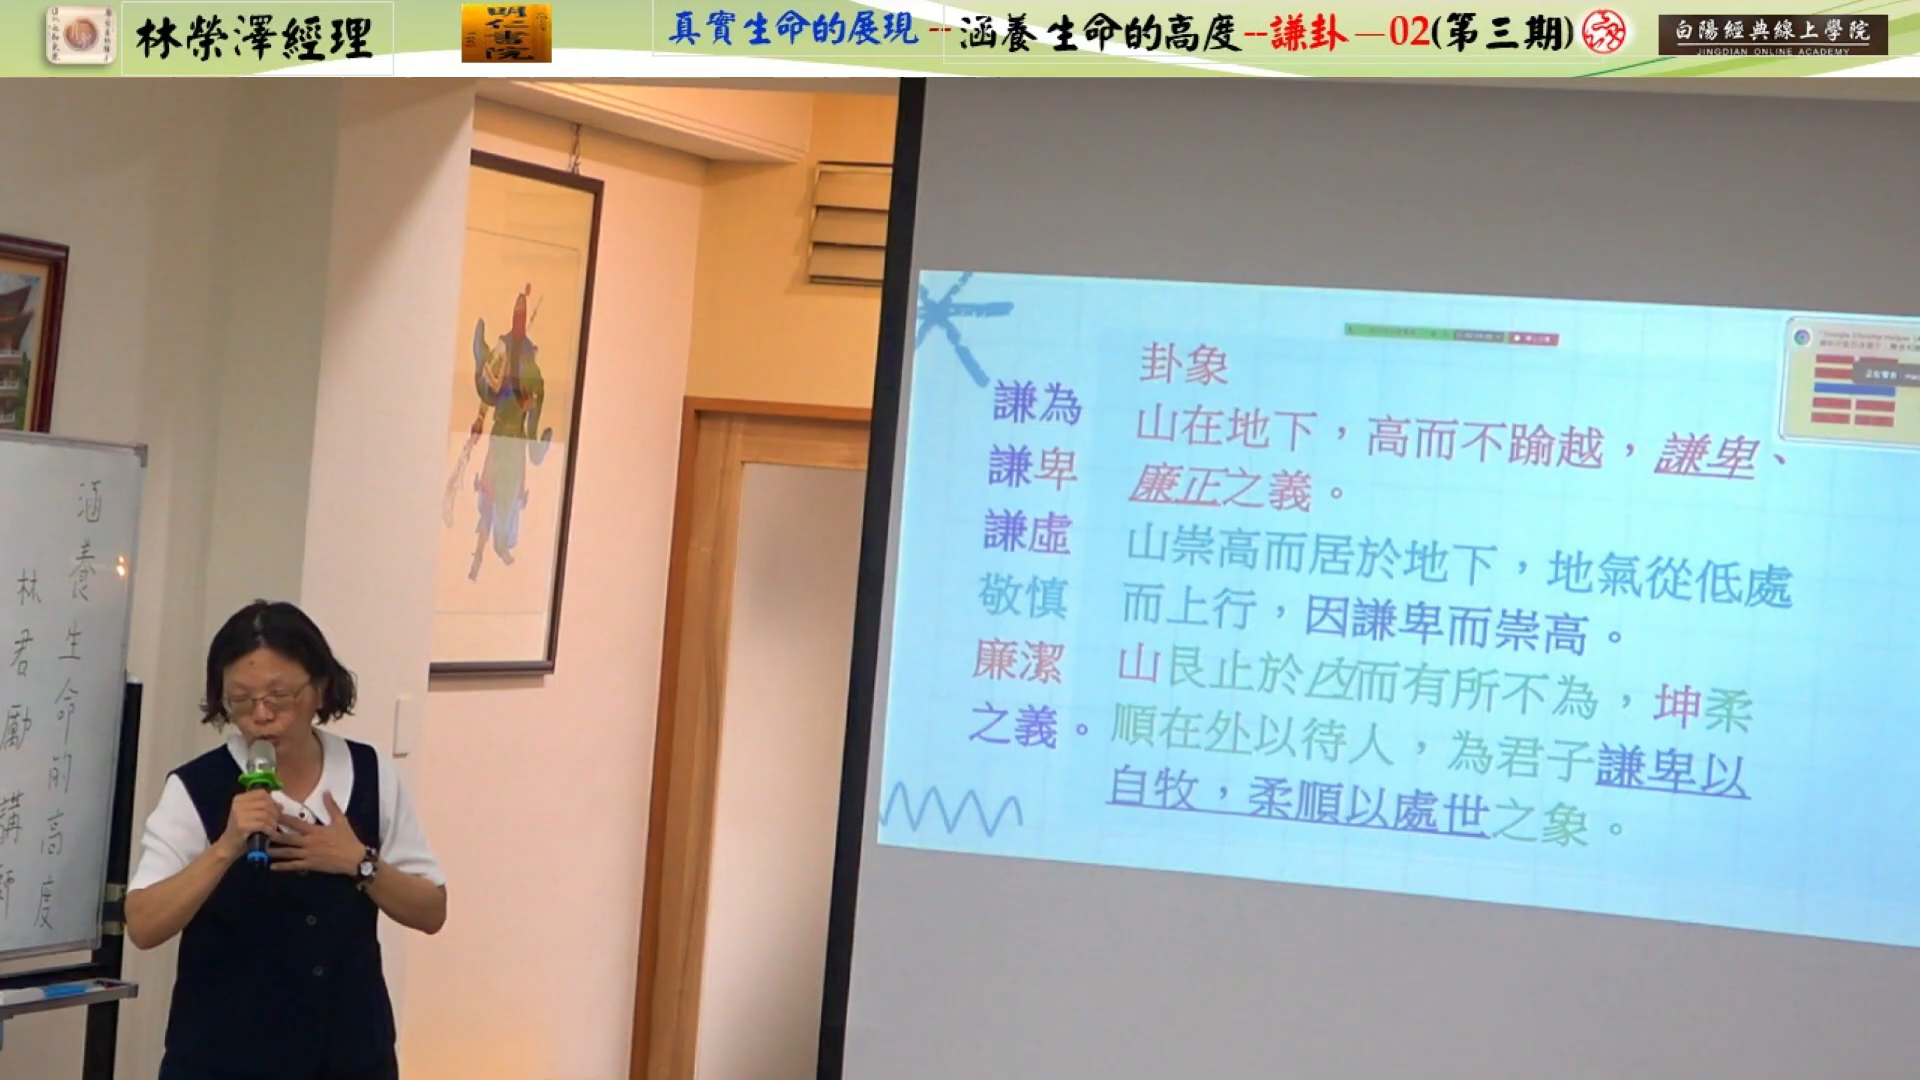 林榮澤經理
明仁書院
真實生命的展現--涵養生命的高度--謙卦—02(第三期)
白陽經典線上學院
JINGDIAN ONLINE ACADEMY
涵養生命的高度
林君勵講師
謙為
謙卑
謙虛
敬慎
廉潔
之義。
卦象
山在地下，高而不踰越，謙卑、
廉正之義。
山崇高而居於地下，地氣從低處
而上行，因謙卑而崇高。
山艮止於內而有所不為，坤柔
順在外以待人，為君子謙卑以
自牧，柔順以處世之象。